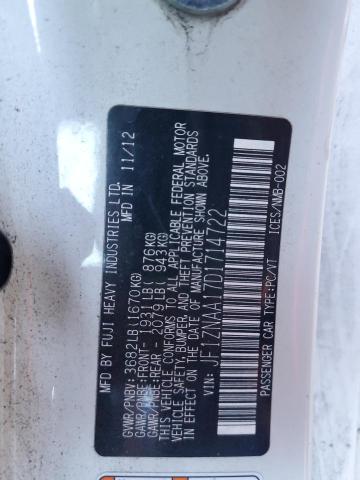 MFD BY FUJI HEAVY INDUSTRIES LTD.
MADE IN 11/12
GVWR/PNBV: 3682LB(1670KG)
GAWR/PNBE:FRONT- 1931LB( 876KG)
GAWR/PNBE:REAR - 2079LB( 943KG)
THIS VEHICLE CONFORMS TO ALL APPLICABLE FEDERAL MOTOR
VEHICLE SAFETY,BUMPER, AND THEFT PREVENTION STANDARDS
IN EFFECT ON THE DATE OF MANUFACTURE SHOWN ABOVE.
VIN: JF1ZNAA17D1714722
PASSENGER CAR TYPE:PC/VT ICES/NMB-002